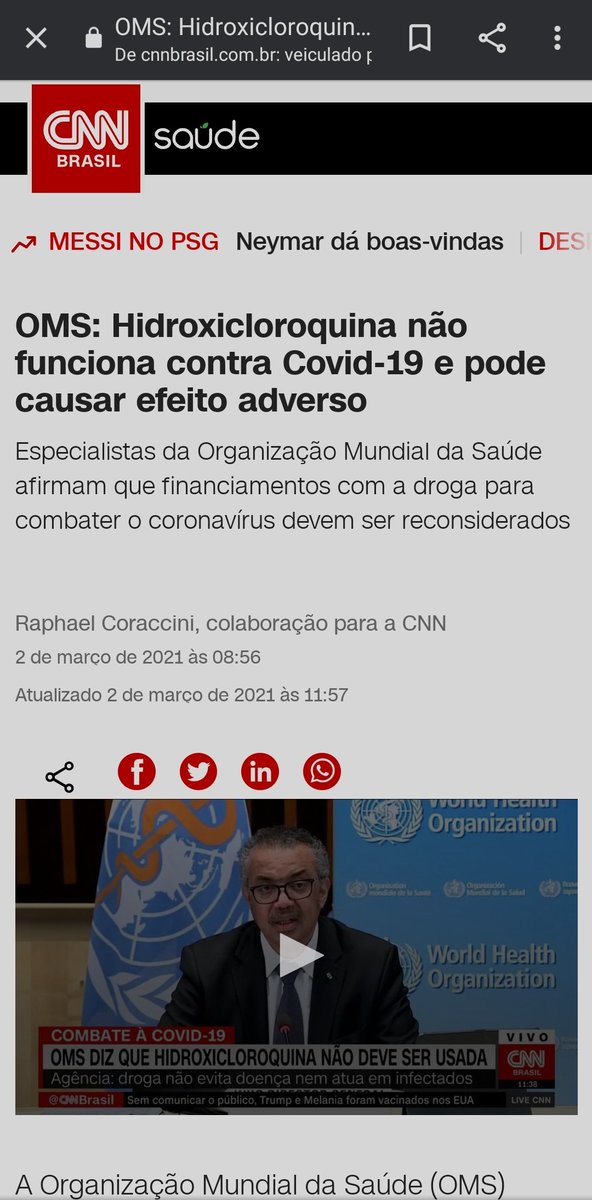 OMS: Hidroxicloroquin...
De cnnbrasil.com.br: veiculado p
CNN
BRASIL
saúde
MESSI NO PSG Neymar dá boas-vindas DESI
OMS: Hidroxicloroquina não
funciona contra Covid-19 e pode
causar efeito adverso
Especialistas da Organização Mundial da Saúde
afirmam que financiamentos com a droga para
combater o coronavírus devem ser reconsiderados
Raphael Coraccini, colaboração para a CNN
2 de março de 2021 às 08:56
Atualizado 2 de março de 2021 às 11:57
World Health
Organization
World Health
Organization
COMBATE À COVID-19
VIVO
OMS DIZ QUE HIDROXICLOROQUINA NÃO DEVE SER USADA
CNN
BRASIL
Agência: droga não evita doença nem atua em infectados
11:38
@CNNBrasil Sem comunicar o público, Trump e Melania foram vacinados nos EUA
LIVE CNN
A Organização Mundial da Saúde (OMS)